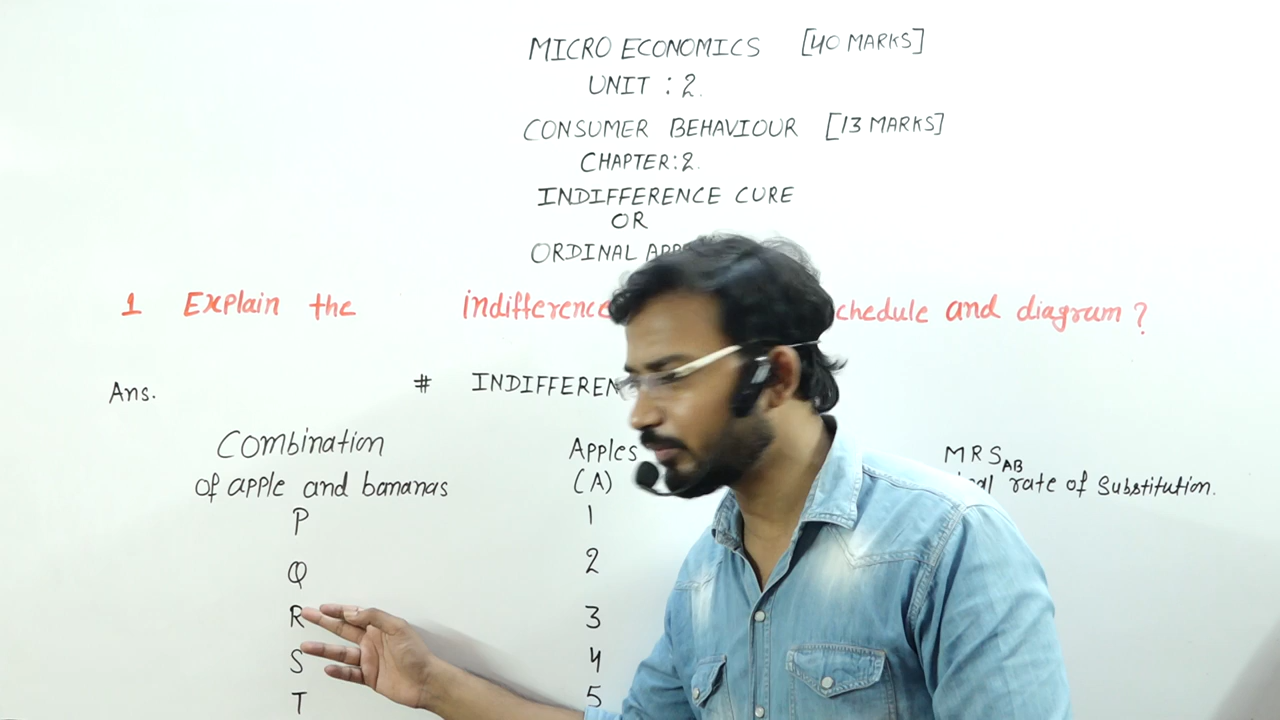 MICRO ECONOMICS [40 MARKS]
UNIT : 2.
CONSUMER BEHAVIOUR [13 MARKS]
CHAPTER:2.
INDIFFERENCE CURE
OR
ORDINAL
1 Explain the indifference chedule and diagram?
Ans. # INDIFFEREN
Combination Apples MRSAB
of apple and bananas (A) rate of Substitution.
P 1
Q 2
R 3
S 4
T 5